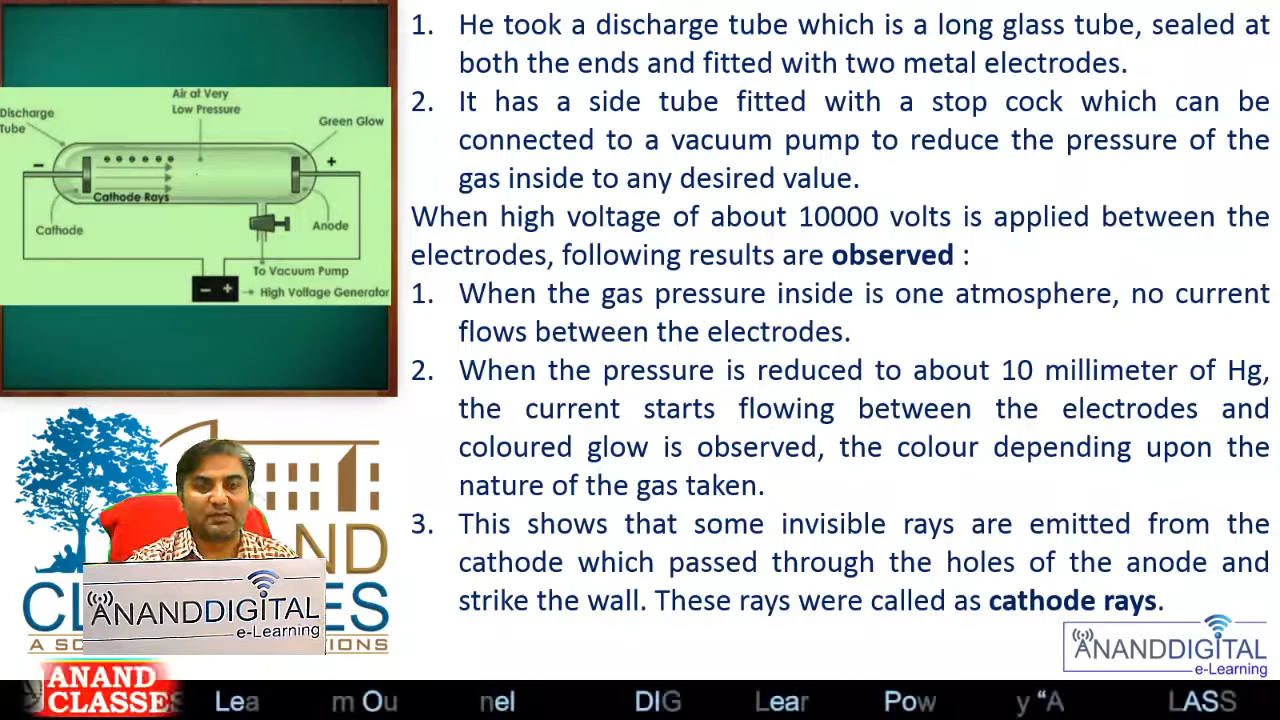 1. He took a discharge tube which is a long glass tube, sealed at
both the ends and fitted with two metal electrodes.
2. It has a side tube fitted with a stop cock which can be
connected to a vacuum pump to reduce the pressure of the
gas inside to any desired value.
When high voltage of about 10000 volts is applied between the
electrodes, following results are observed :
1. When the gas pressure inside is one atmosphere, no current
flows between the electrodes.
2. When the pressure is reduced to about 10 millimeter of Hg,
the current starts flowing between the electrodes and
coloured glow is observed, the colour depending upon the
nature of the gas taken.
3. This shows that some invisible rays are emitted from the
cathode which passed through the holes of the anode and
strike the wall. These rays were called as cathode rays.
Air at Very
Low Pressure
Discharge
Tube
Green Glow
− +
Cathode Rays
Cathode
Anode
To Vacuum Pump
− +
High Voltage Generator
ANANDDIGITAL
e-Learning
ANANDDIGITAL
e-Learning
ANAND
CLASSE
Lea m Ou nel DIG Lear Pow y “A LASS